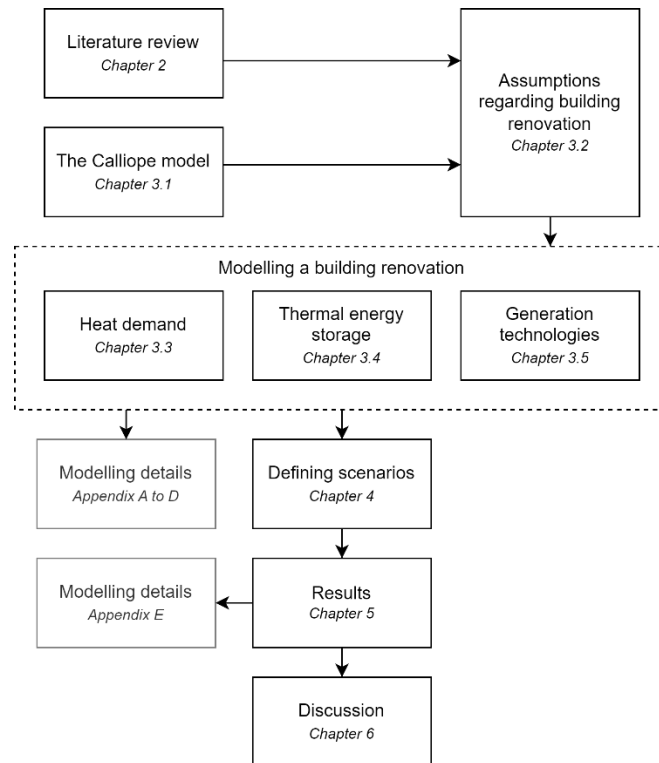 Literature review
Chapter 2
Assumptions
regarding building
renovation
Chapter 3.2
The Calliope model
Chapter 3.1
Modelling a building renovation
Heat demand
Chapter 3.3
Thermal energy
storage
Chapter 3.4
Generation
technologies
Chapter 3.5
Modelling details
Appendix A to D
Defining scenarios
Chapter 4
Modelling details
Appendix E
Results
Chapter 5
Discussion
Chapter 6